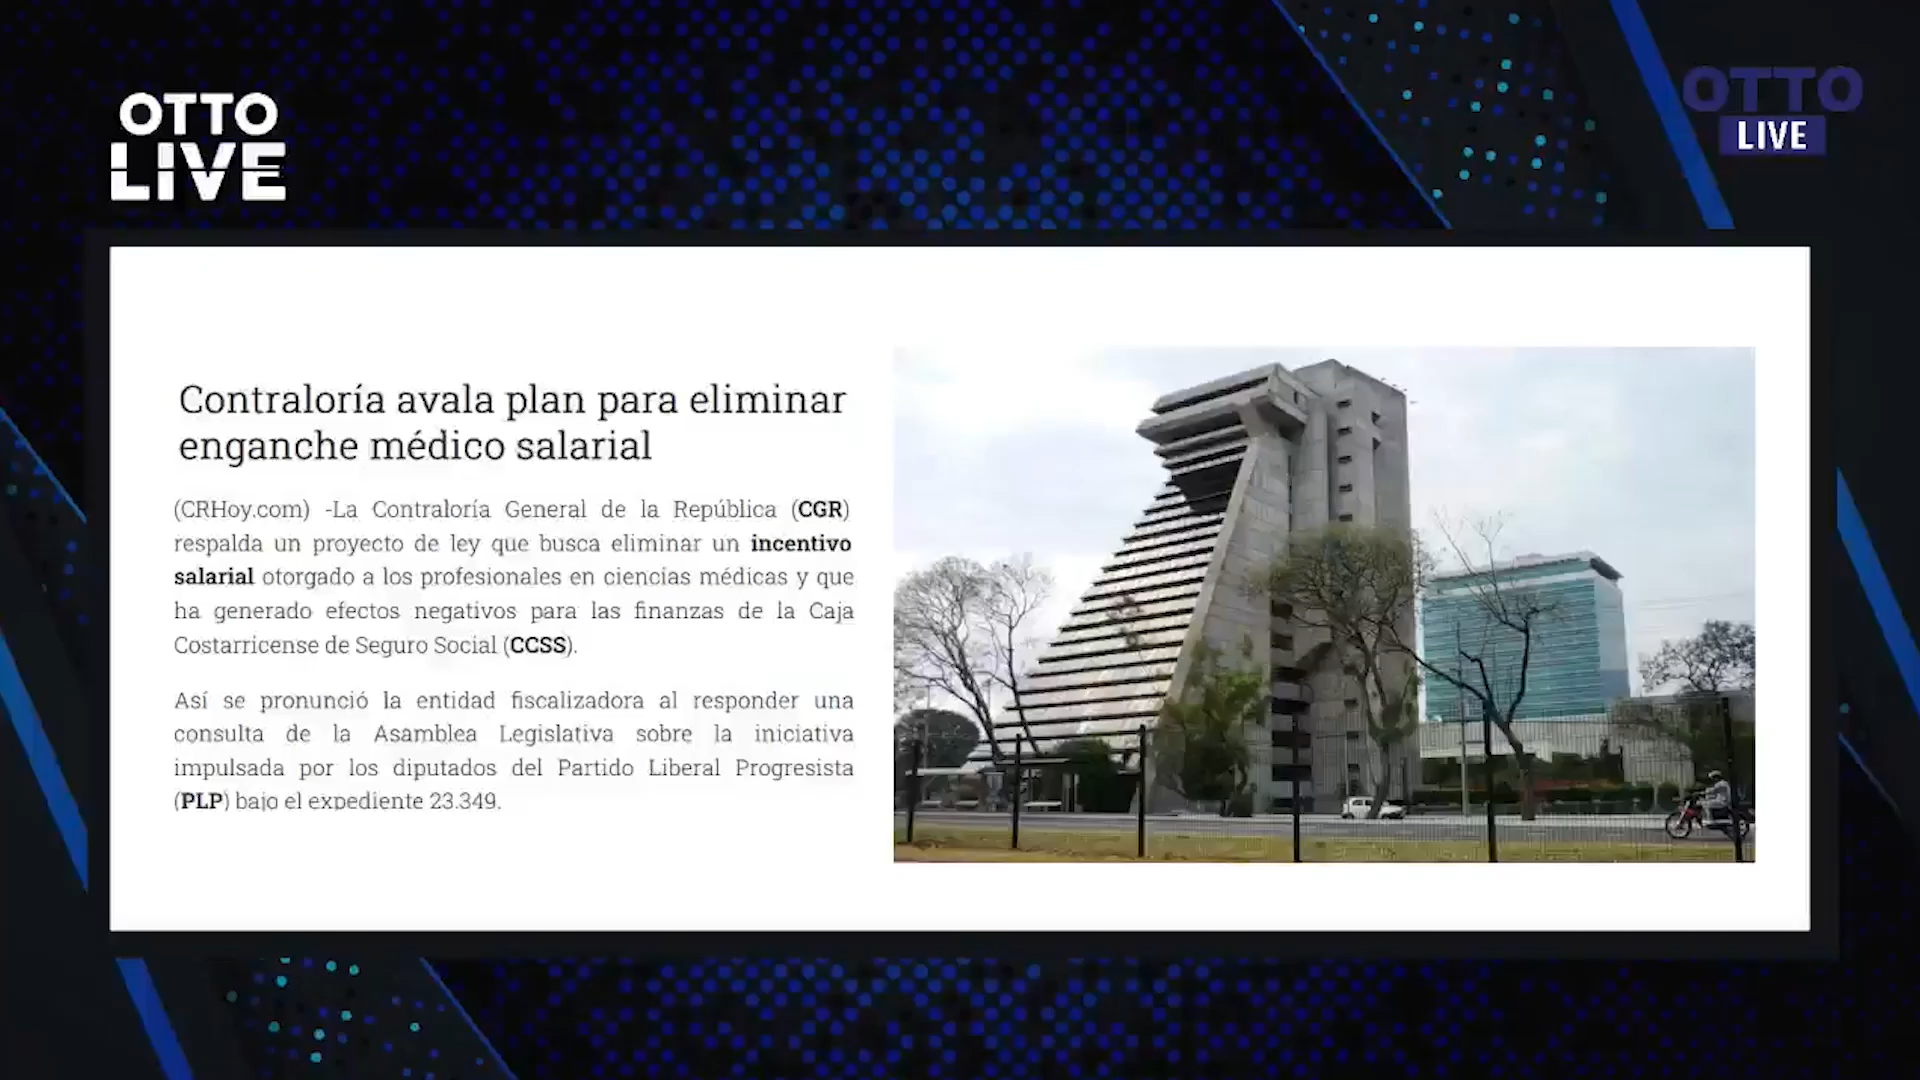 OTTO
LIVE
OTTO
LIVE
Contraloría avala plan para eliminar
enganche médico salarial
(CRHoy.com) -La Contraloría General de la República (CGR)
respalda un proyecto de ley que busca eliminar un incentivo
salarial otorgado a los profesionales en ciencias médicas y que
ha generado efectos negativos para las finanzas de la Caja
Costarricense de Seguro Social (CCSS).
Así se pronunció la entidad fiscalizadora al responder una
consulta de la Asamblea Legislativa sobre la iniciativa
impulsada por los diputados del Partido Liberal Progresista
(PLP) bajo el expediente 23.349.